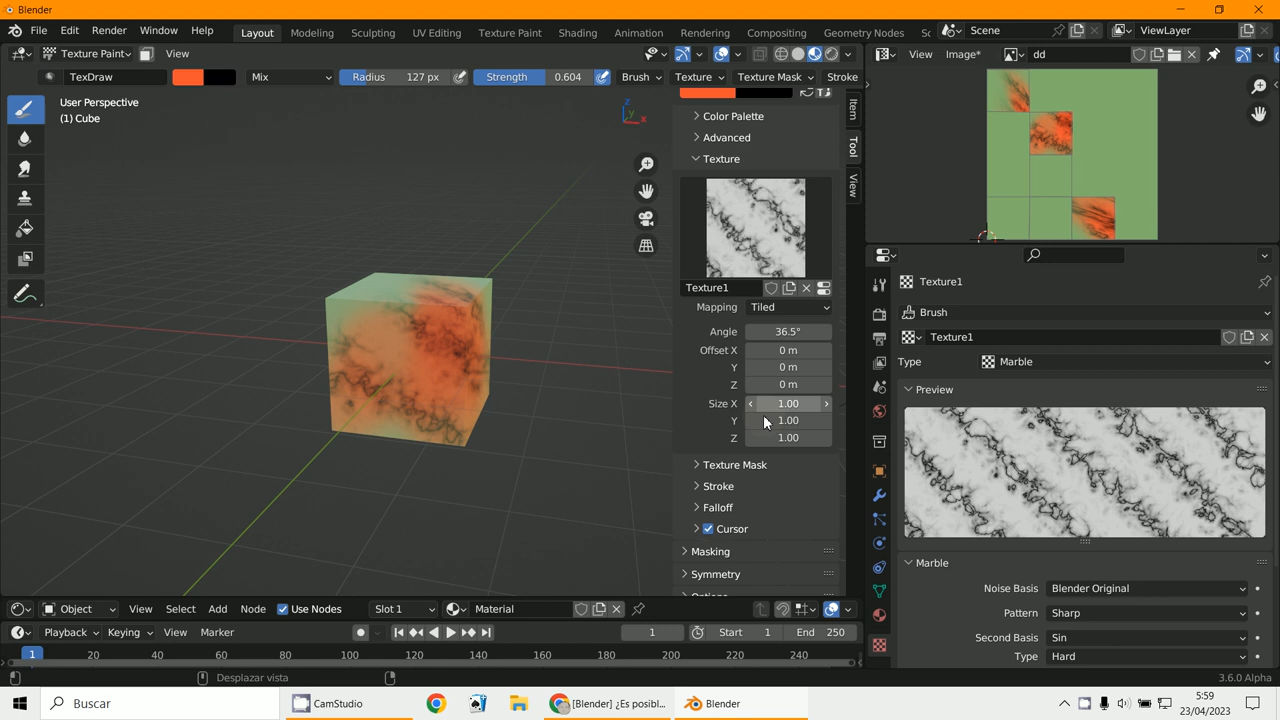 Blender
File Edit Render Window Help Layout Modeling Sculpting UV Editing Texture Paint Shading Animation Rendering Compositing Geometry Nodes Sc Scene ViewLayer
Texture Paint View
View Image* dd
TexDraw Mix Radius 127 px Strength 0.604 Brush Texture Texture Mask Stroke
User Perspective
(1) Cube
Z
Y
X
Item
Tool
View
Color Palette
Advanced
Texture
Texture1
Mapping Tiled
Angle 36.5°
Offset X 0 m
Y 0 m
Z 0 m
Size X 1.00
Y 1.00
Z 1.00
Texture Mask
Stroke
Falloff
Cursor
Masking
Symmetry
Texture1
Brush
Texture1
Type Marble
Preview
Marble
Noise Basis Blender Original
Pattern Sharp
Second Basis Sin
Type Hard
Object View Select Add Node Use Nodes Slot 1 Material
Playback Keying View Marker 1 Start 1 End 250
1 20 40 60 80 100 120 140 160 180 200 220 240
Desplazar vista 3.6.0 Alpha
Buscar CamStudio [Blender] ¿Es posibl... Blender
5:59
23/04/2023